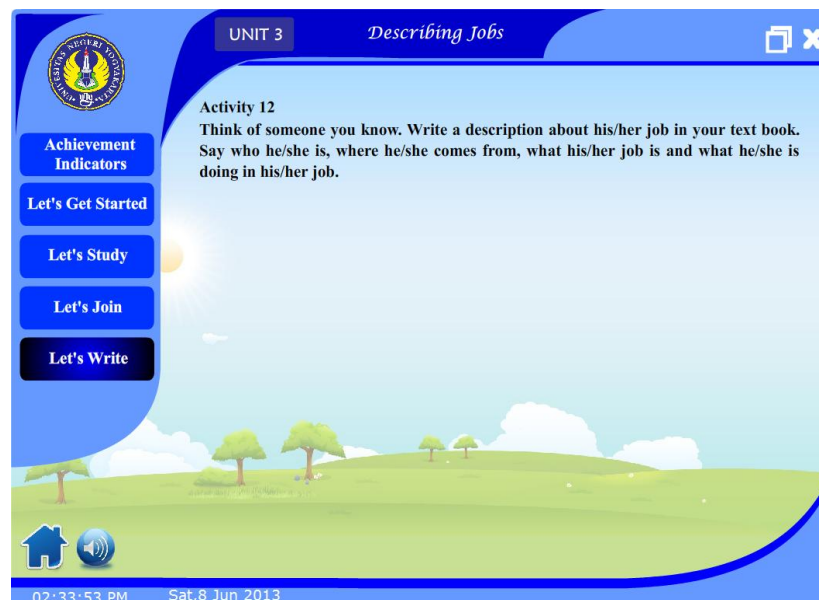 UNIT 3
Describing Jobs
UNIVERSITAS NEGERI YOGYAKARTA
Activity 12
Think of someone you know. Write a description about his/her job in your text book.
Say who he/she is, where he/she comes from, what his/her job is and what he/she is
doing in his/her job.
Achievement
Indicators
Let's Get Started
Let's Study
Let's Join
Let's Write
02:33:53 PM
Sat,8 Jun 2013